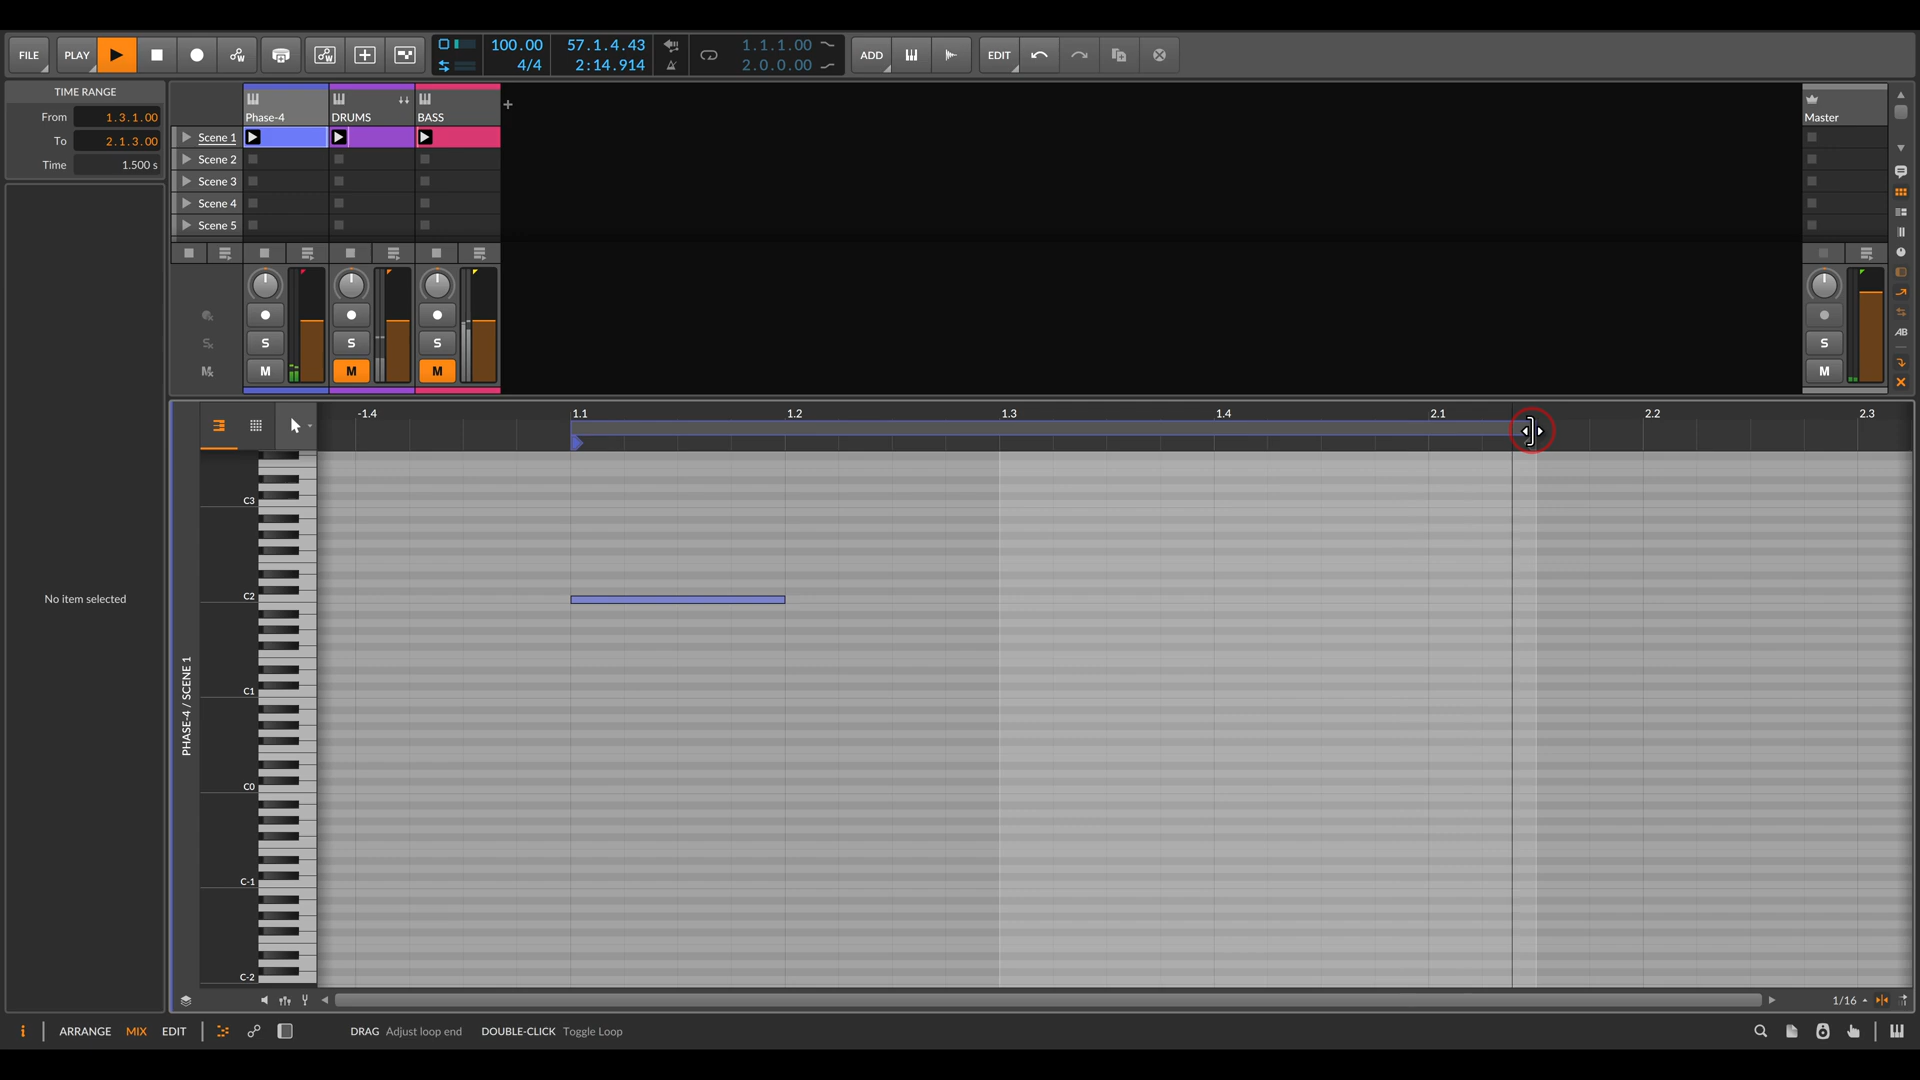 FILE PLAY 100.00 4/4 57.1.4.43 2:14.914 1.1.1.00 2.0.0.00 ADD EDIT
TIME RANGE
From 1.3.1.00
To 2.1.3.00
Time 1.500 s
Phase-4 DRUMS BASS Master
Scene 1
Scene 2
Scene 3
Scene 4
Scene 5
S S S S
M M M M
AB
-1.4 1.1 1.2 1.3 1.4 2.1 2.2 2.3
C3
C2
C1
C0
C-1
C-2
No item selected
PHASE-4 / SCENE 1
1/16
i ARRANGE MIX EDIT DRAG Adjust loop end DOUBLE-CLICK Toggle Loop